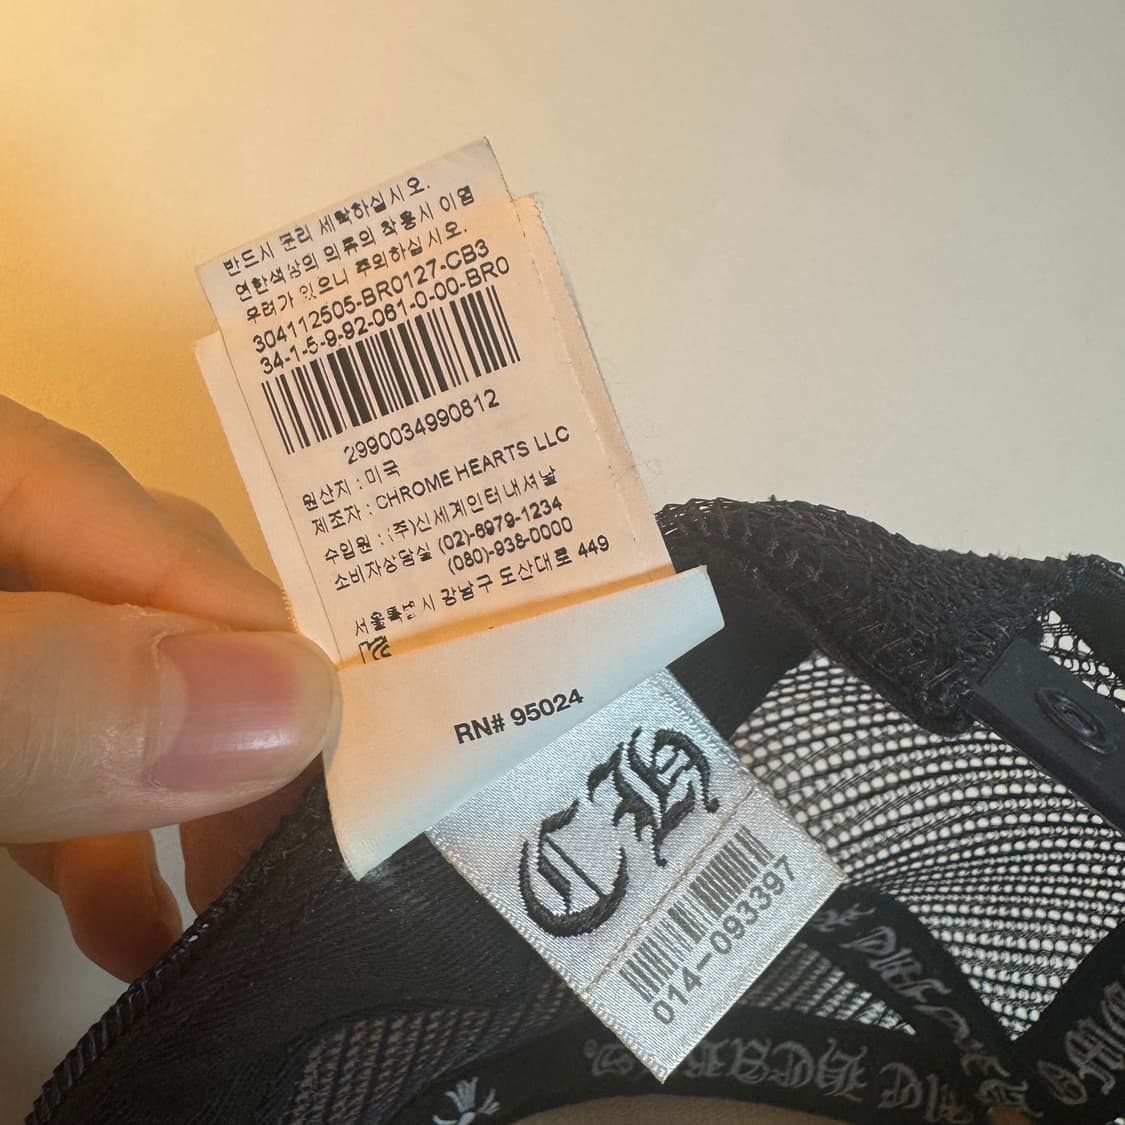 반드시 분리 세탁하십시오.
연한색상의 의류의 착용시 이염
우려가 있으니 주의하십시오.
304112505-BR0127-CB3
34-1-5-9-92-061-0-00-BR0
2990034990812
원산지 : 미국
제조자 : CHROME HEARTS LLC
수입원 : (주)신세계인터내셔날
소비자상담실 (02)-6979-1234
(080)-938-0000
서울특별시 강남구 도산대로 449
RN# 95024
CH
014-093397